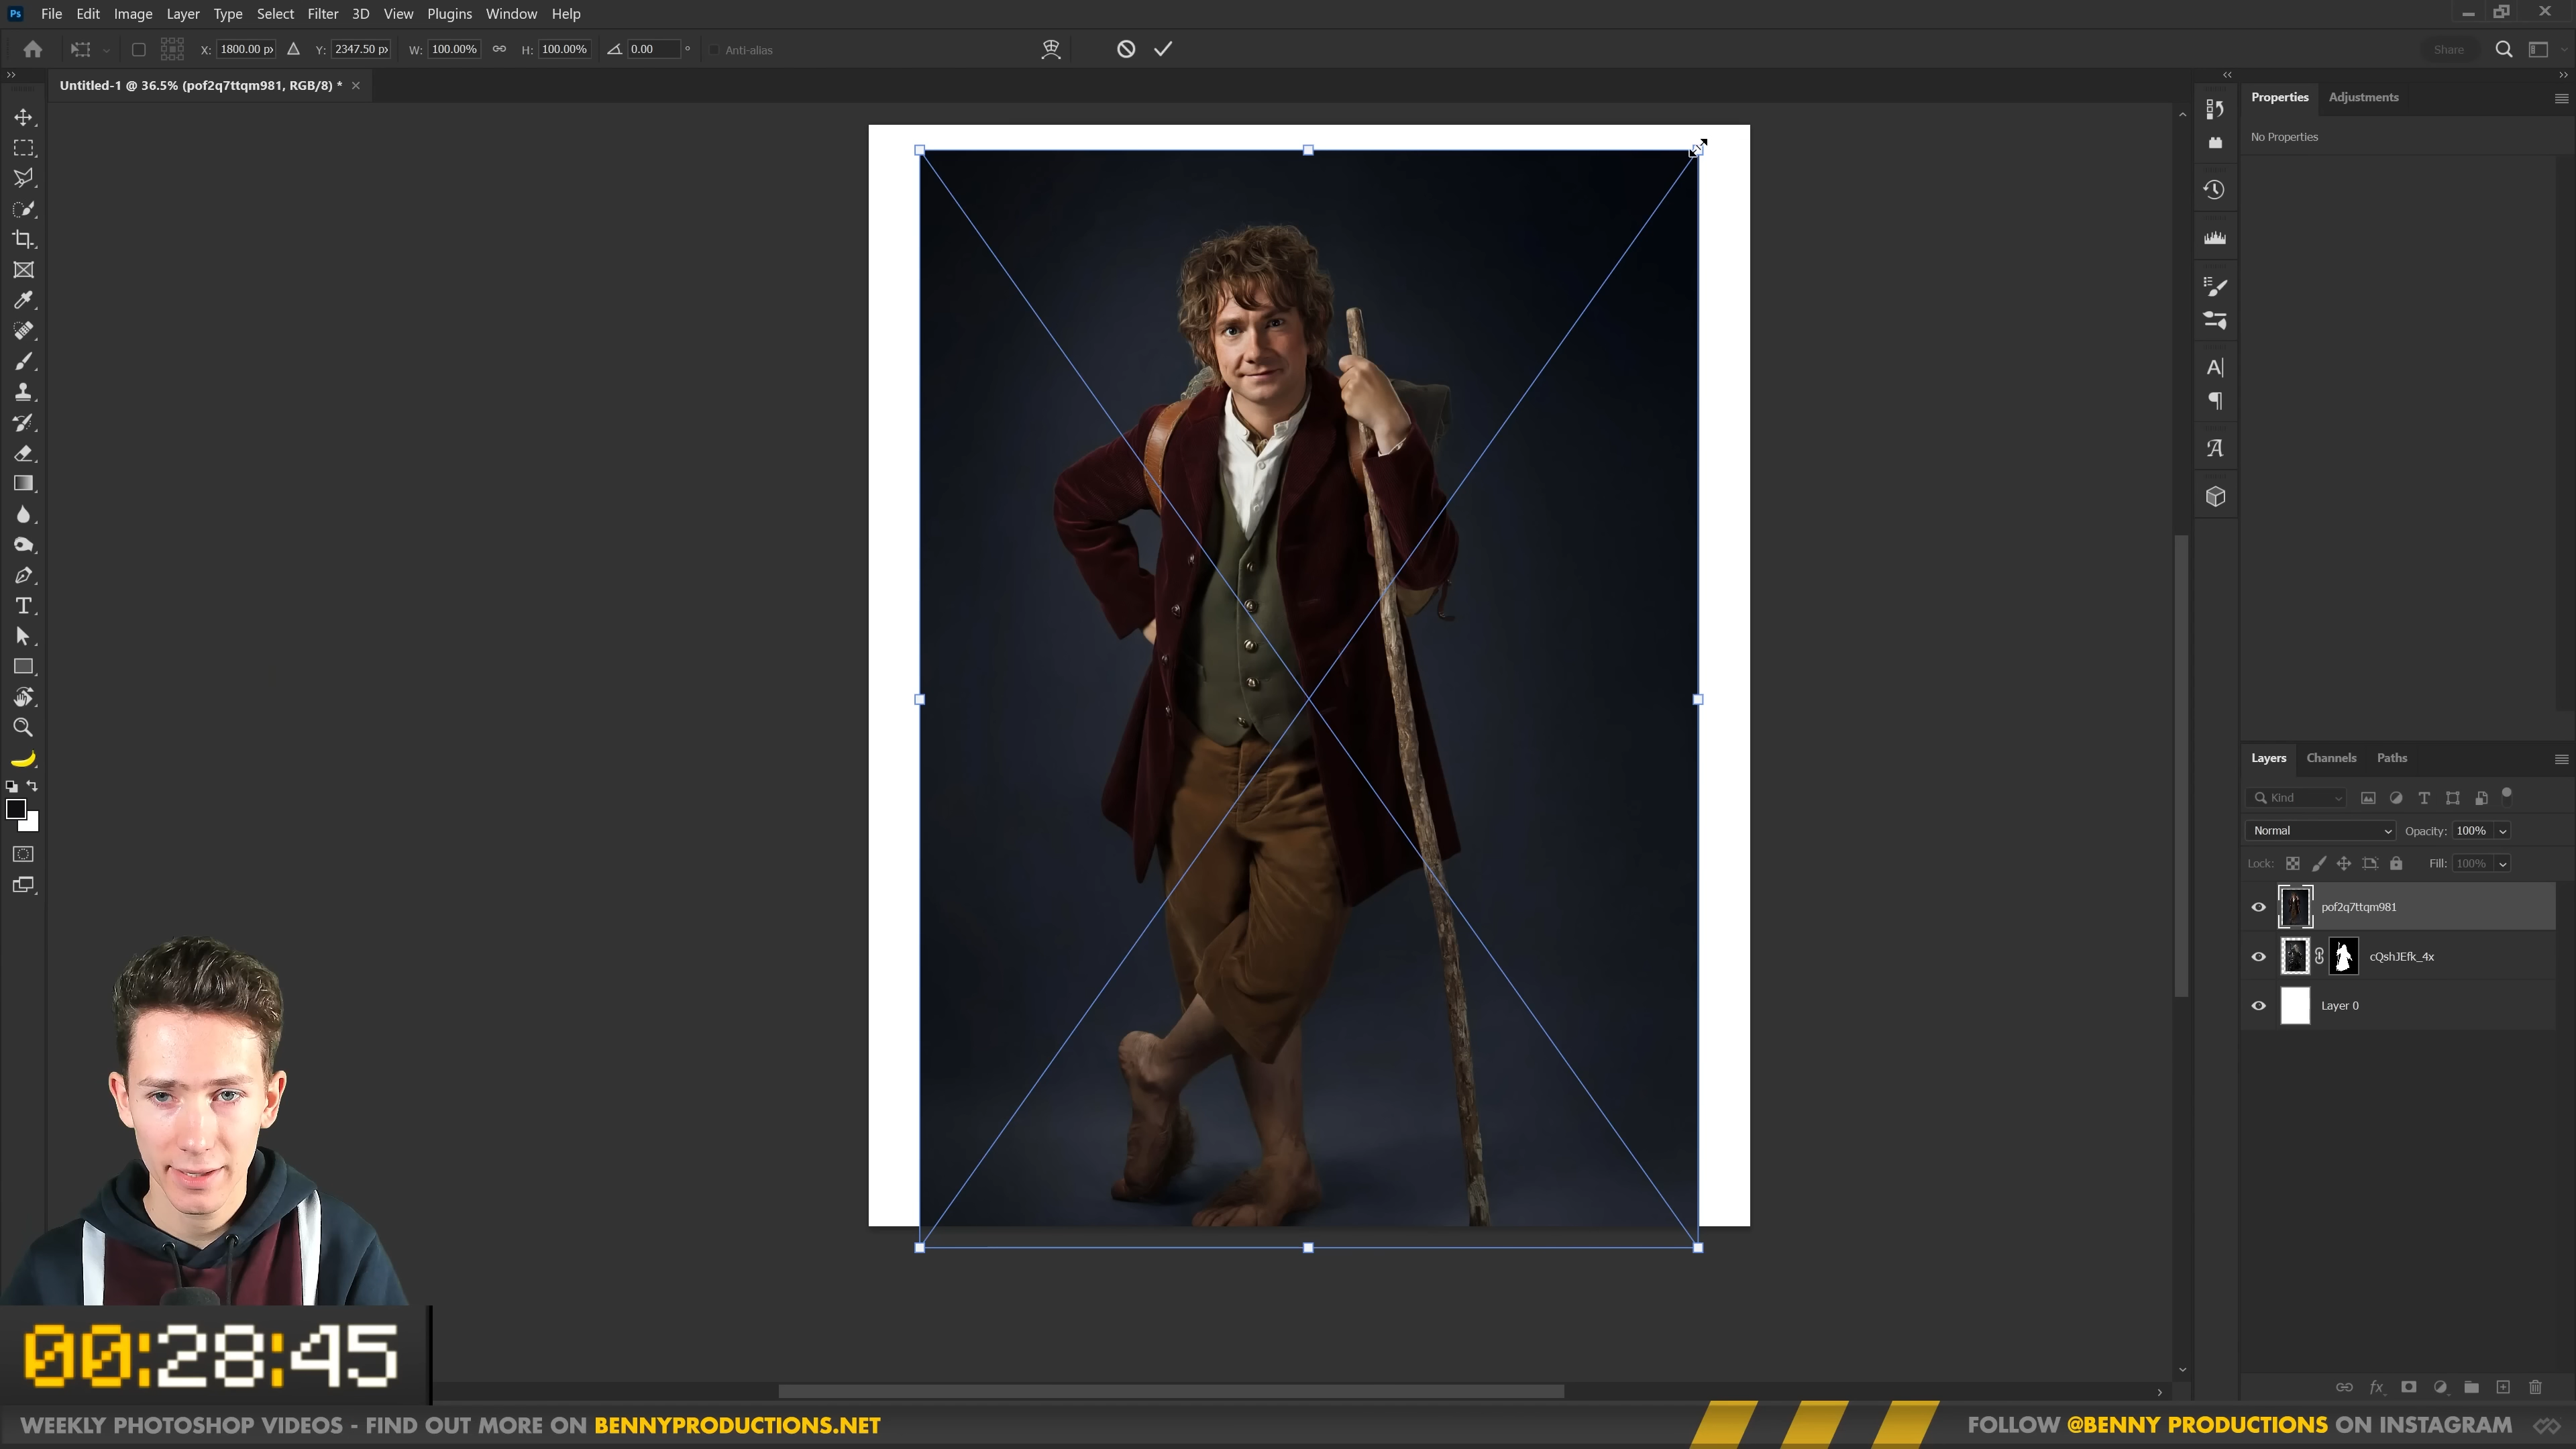 Ps File Edit Image Layer Type Select Filter 3D View Plugins Window Help
X: 1800.00 px Y: 2347.50 px W: 100.00% H: 100.00% 0.00 ° Anti-alias Share
Untitled-1 @ 36.5% (pof2q7ttqm981, RGB/8) * ×
Properties Adjustments
No Properties
Layers Channels Paths
Kind
Normal Opacity: 100%
Lock: Fill: 100%
pof2q7ttqm981
cQshJEfk_4x
Layer 0
00:28:45
WEEKLY PHOTOSHOP VIDEOS - FIND OUT MORE ON BENNYPRODUCTIONS.NET
FOLLOW @BENNY PRODUCTIONS ON INSTAGRAM